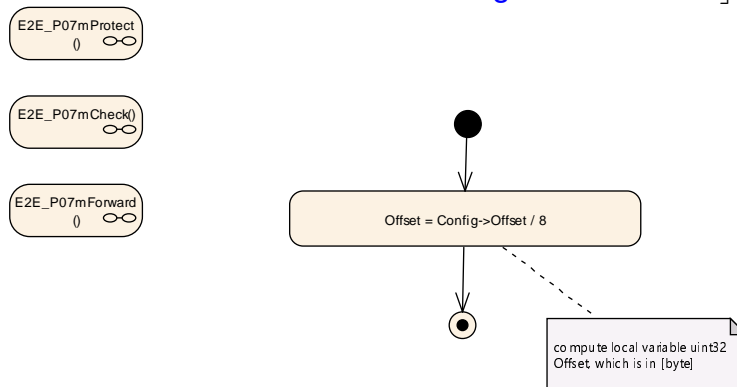 E2E_P07mProtect
()
E2E_P07mCheck()
E2E_P07mForward
()
Offset = Config->Offset / 8
compute local variable uint32
Offset, which is in [byte]